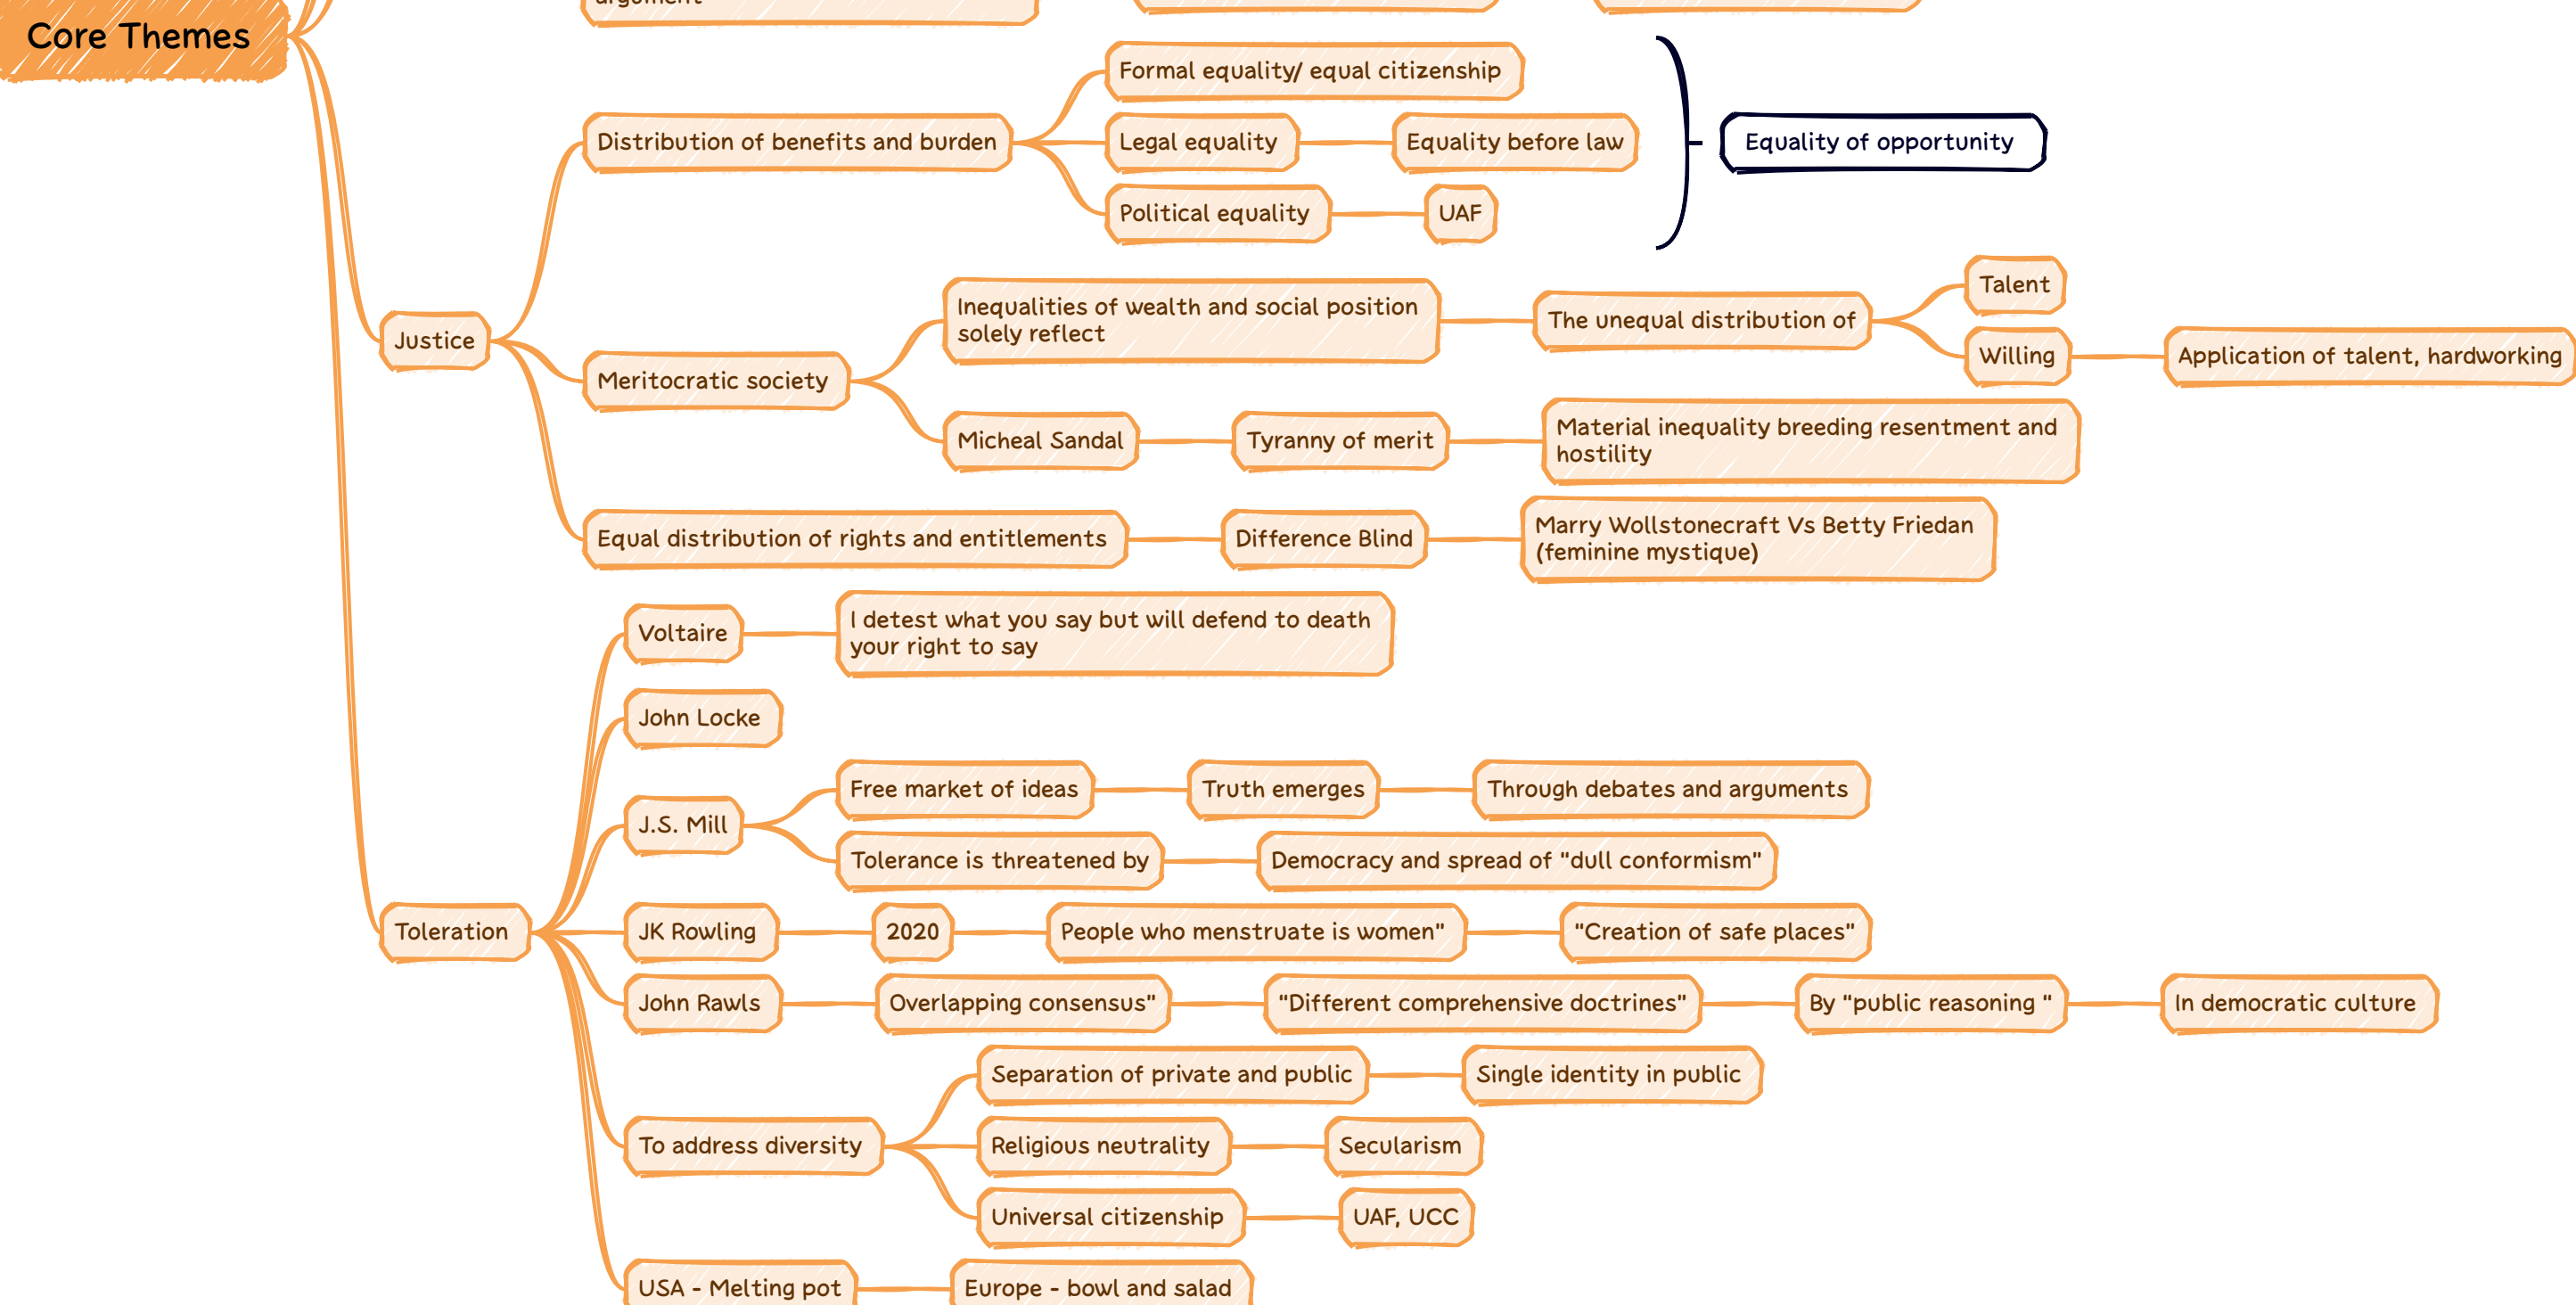 argument
Core Themes
Formal equality/ equal citizenship
Distribution of benefits and burden
Legal equality
Equality before law
Equality of opportunity
Political equality
UAF
Justice
Meritocratic society
Inequalities of wealth and social position
solely reflect
The unequal distribution of
Talent
Willing
Application of talent, hardworking
Micheal Sandal
Tyranny of merit
Material inequality breeding resentment and
hostility
Equal distribution of rights and entitlements
Difference Blind
Marry Wollstonecraft Vs Betty Friedan
(feminine mystique)
Toleration
Voltaire
I detest what you say but will defend to death
your right to say
John Locke
J.S. Mill
Free market of ideas
Truth emerges
Through debates and arguments
Tolerance is threatened by
Democracy and spread of "dull conformism"
JK Rowling
2020
People who menstruate is women"
"Creation of safe places"
John Rawls
Overlapping consensus"
"Different comprehensive doctrines"
By "public reasoning "
In democratic culture
To address diversity
Separation of private and public
Single identity in public
Religious neutrality
Secularism
Universal citizenship
UAF, UCC
USA - Melting pot
Europe - bowl and salad